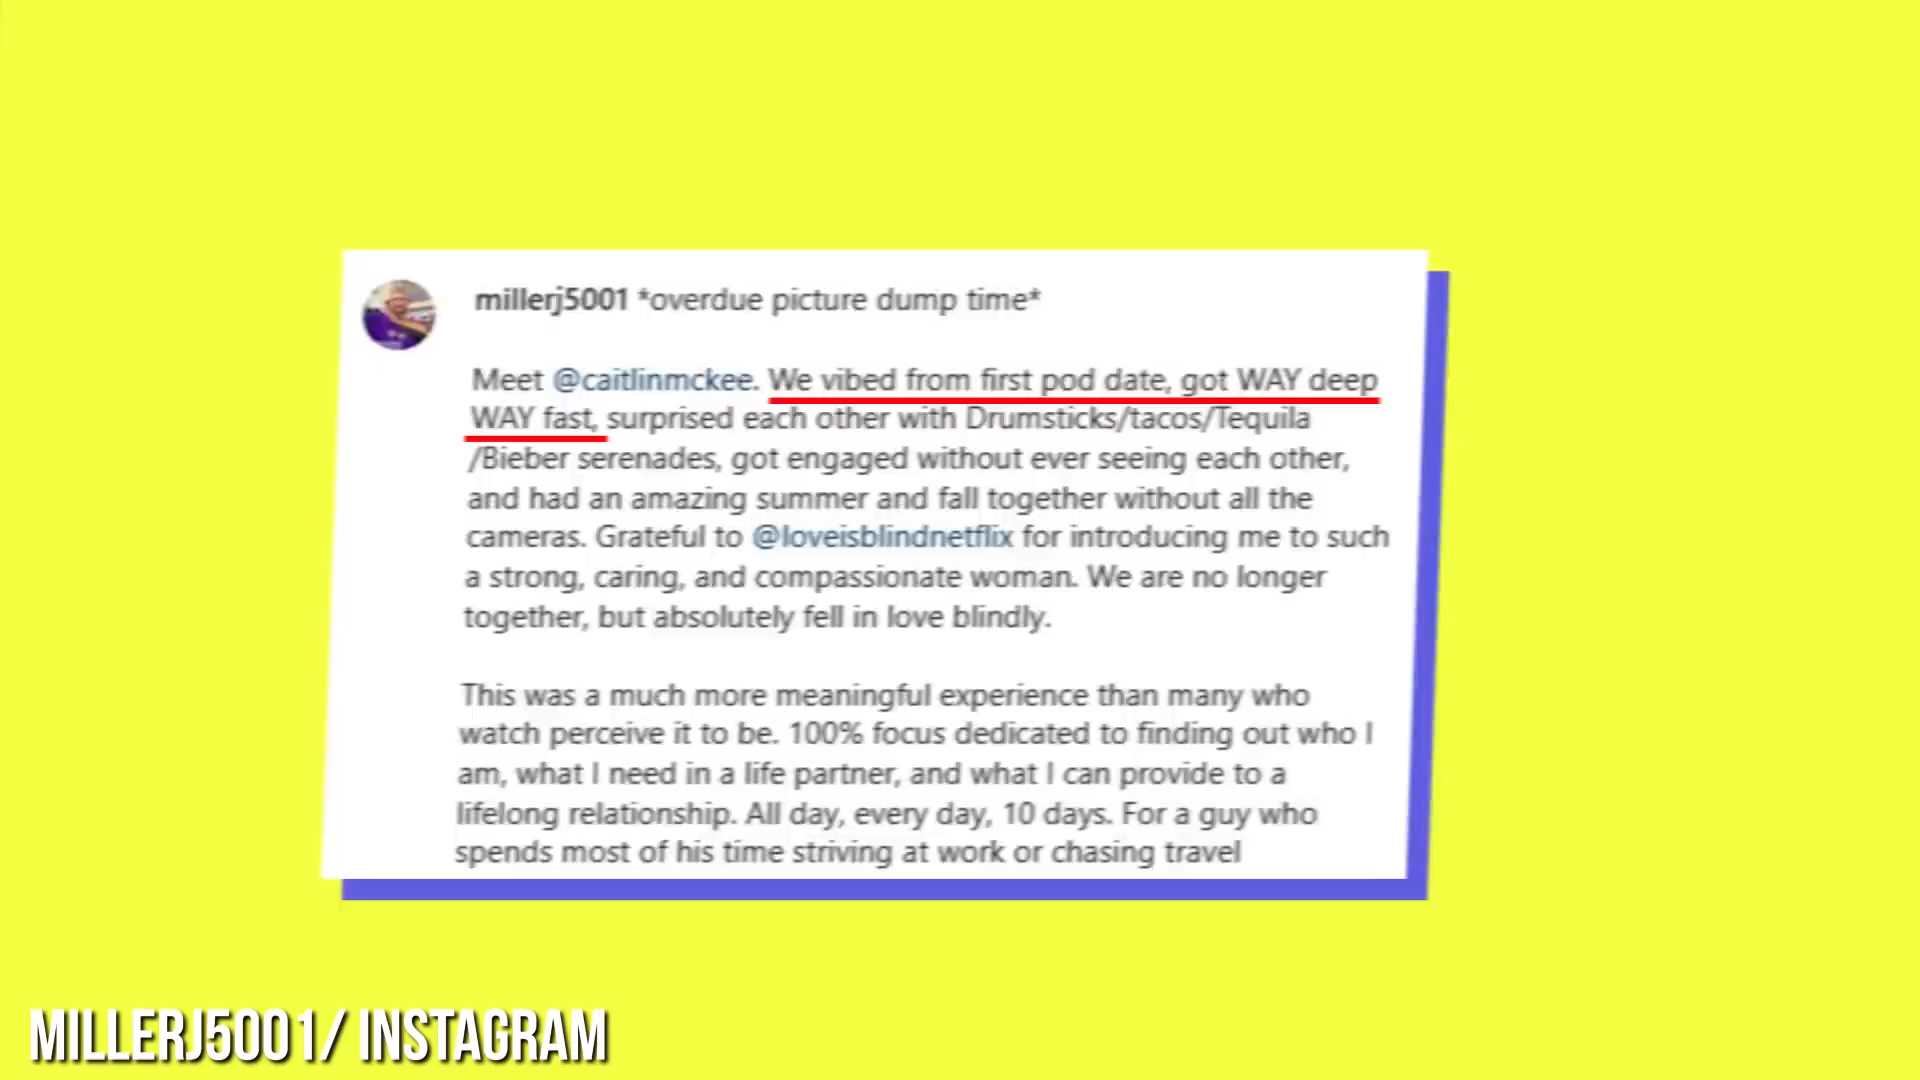 millerj5001 *overdue picture dump time*
Meet @caitlinmckee. We vibed from first pod date, got WAY deep
WAY fast, surprised each other with Drumsticks/tacos/Tequila
/Bieber serenades, got engaged without ever seeing each other,
and had an amazing summer and fall together without all the
cameras. Grateful to @loveisblindnetflix for introducing me to such
a strong, caring, and compassionate woman. We are no longer
together, but absolutely fell in love blindly.
This was a much more meaningful experience than many who
watch perceive it to be. 100% focus dedicated to finding out who I
am, what I need in a life partner, and what I can provide to a
lifelong relationship. All day, every day, 10 days. For a guy who
spends most of his time striving at work or chasing travel
MILLERJ5001/ INSTAGRAM